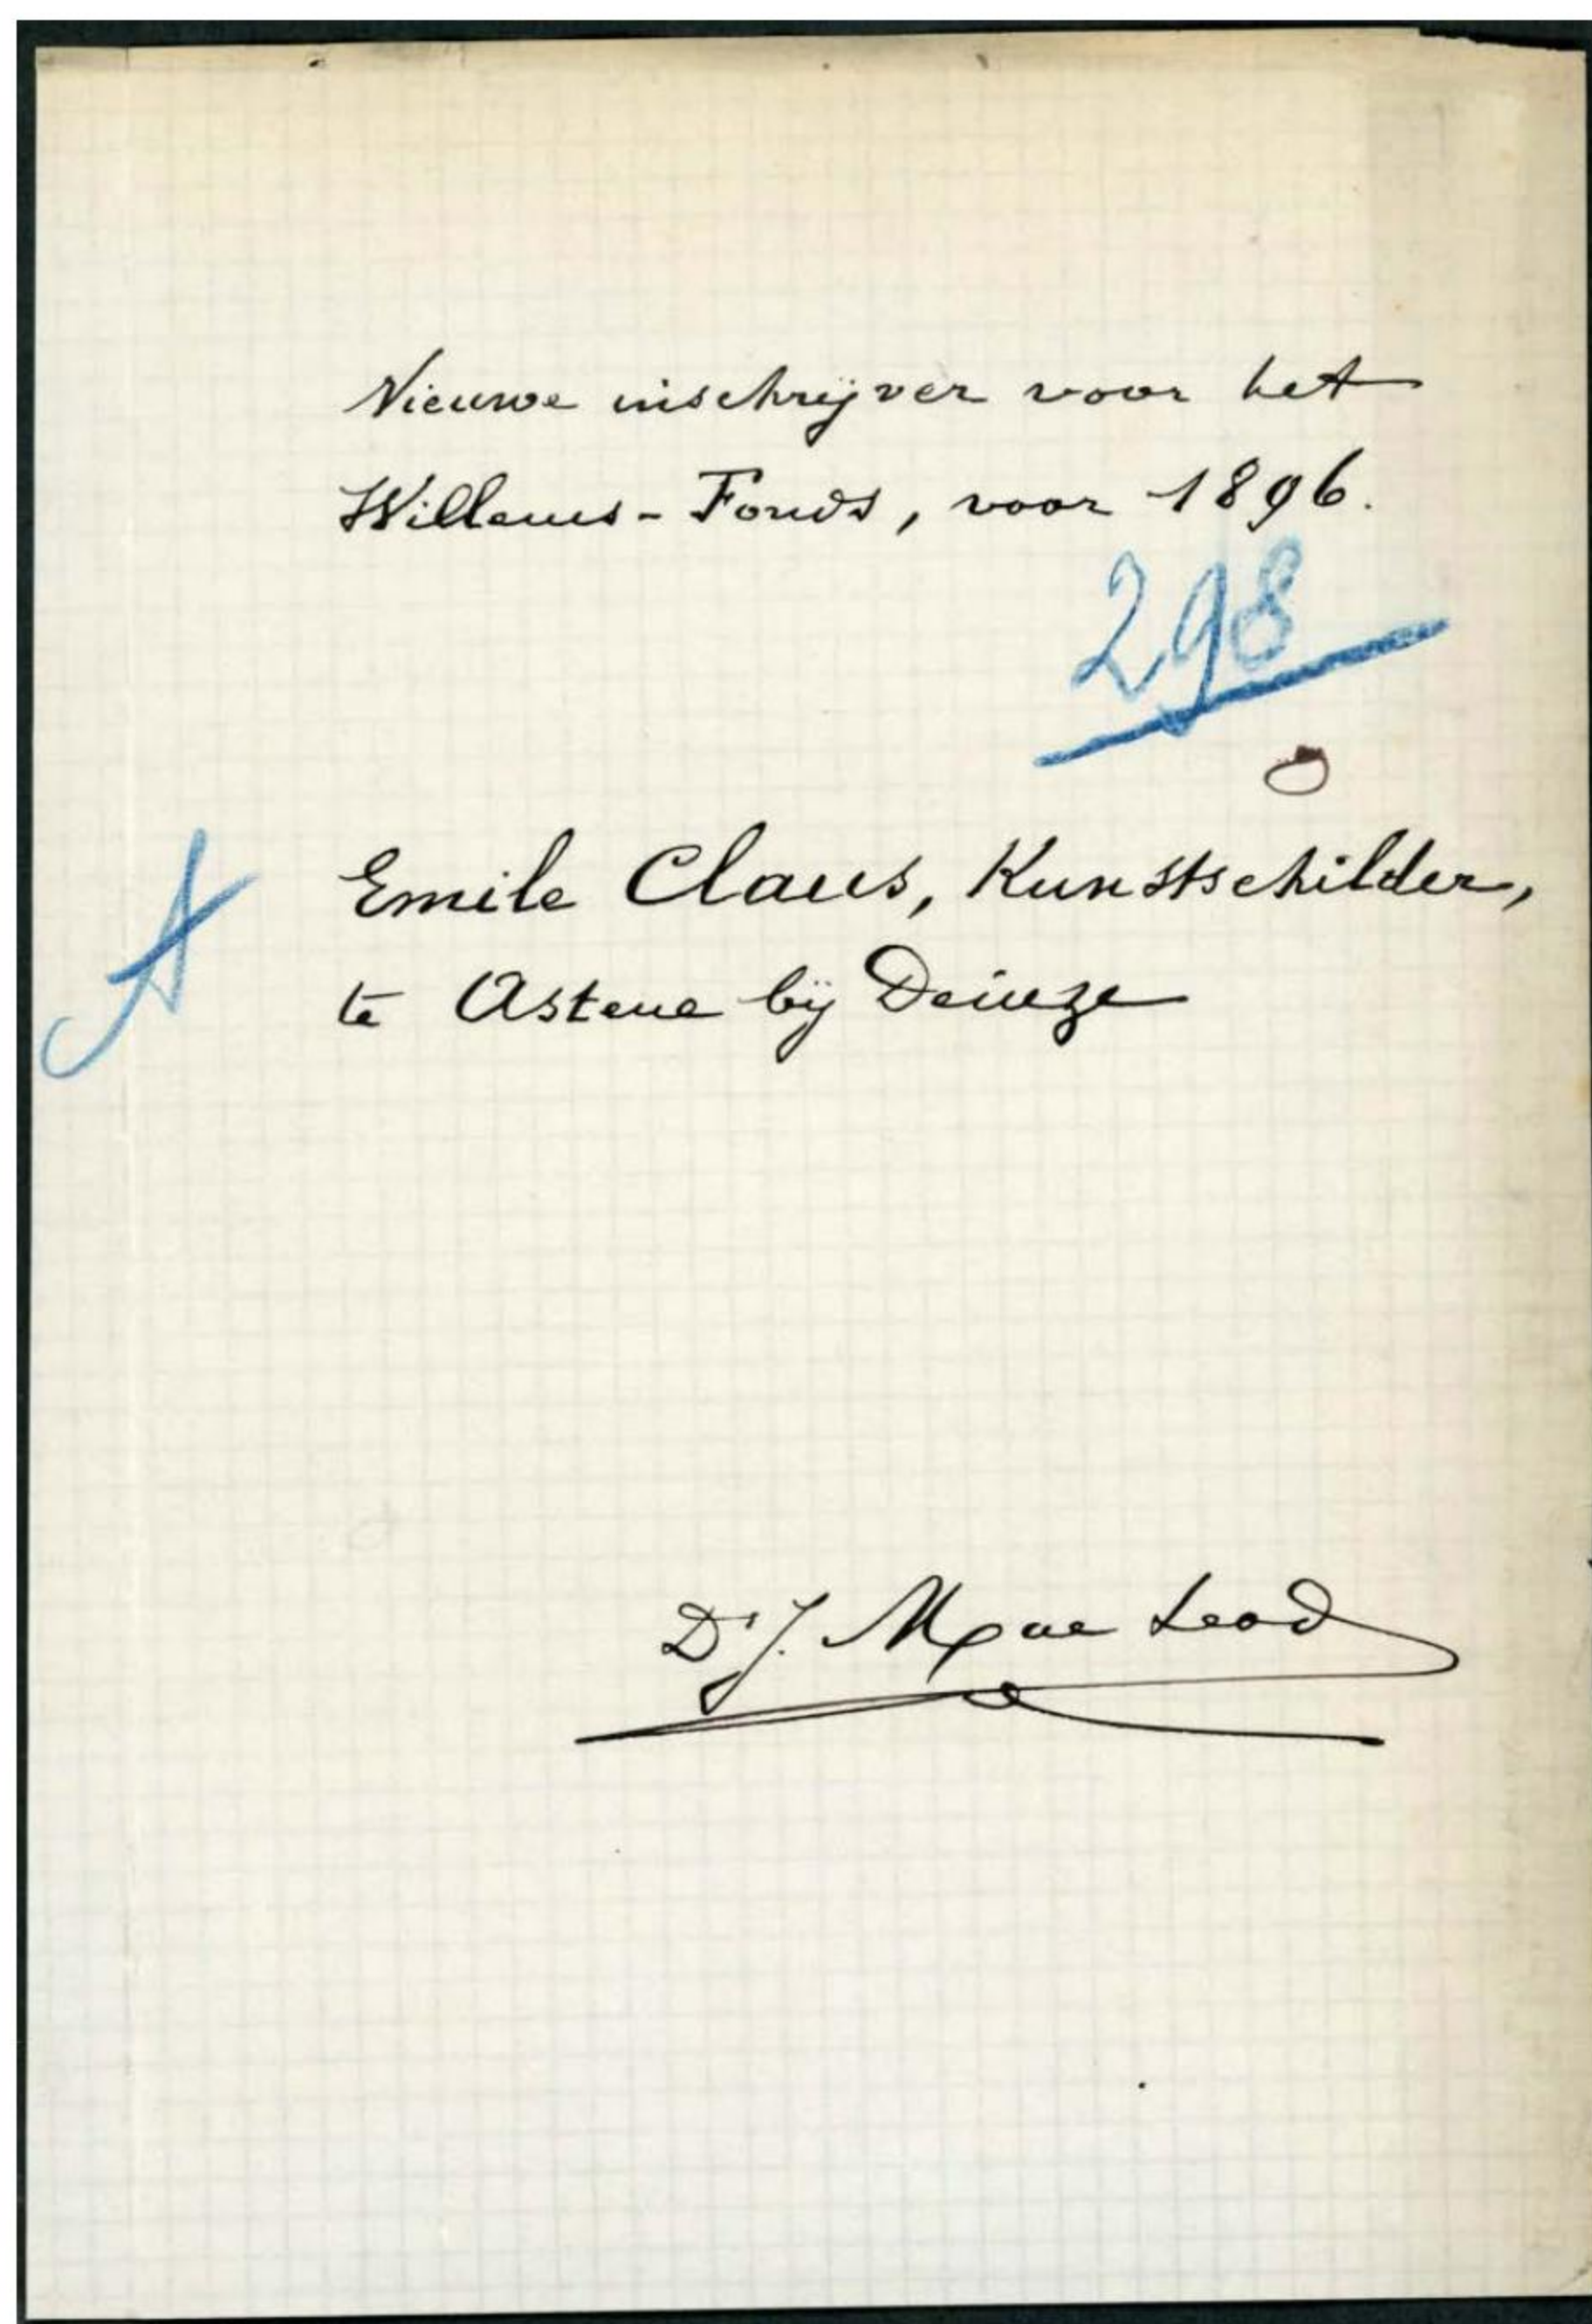 Nieuwe inschrijver voor het
Willems-Fonds, voor 1896.
298
A Emile Claus, Kunstschilder,
te Astene bij Deinze
Dr J. Mac Leod